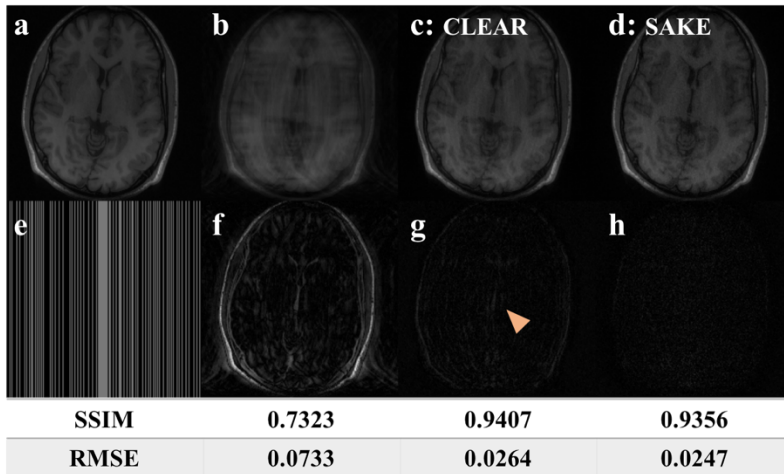 a b c: CLEAR d: SAKE
e f g h
SSIM 0.7323 0.9407 0.9356
RMSE 0.0733 0.0264 0.0247